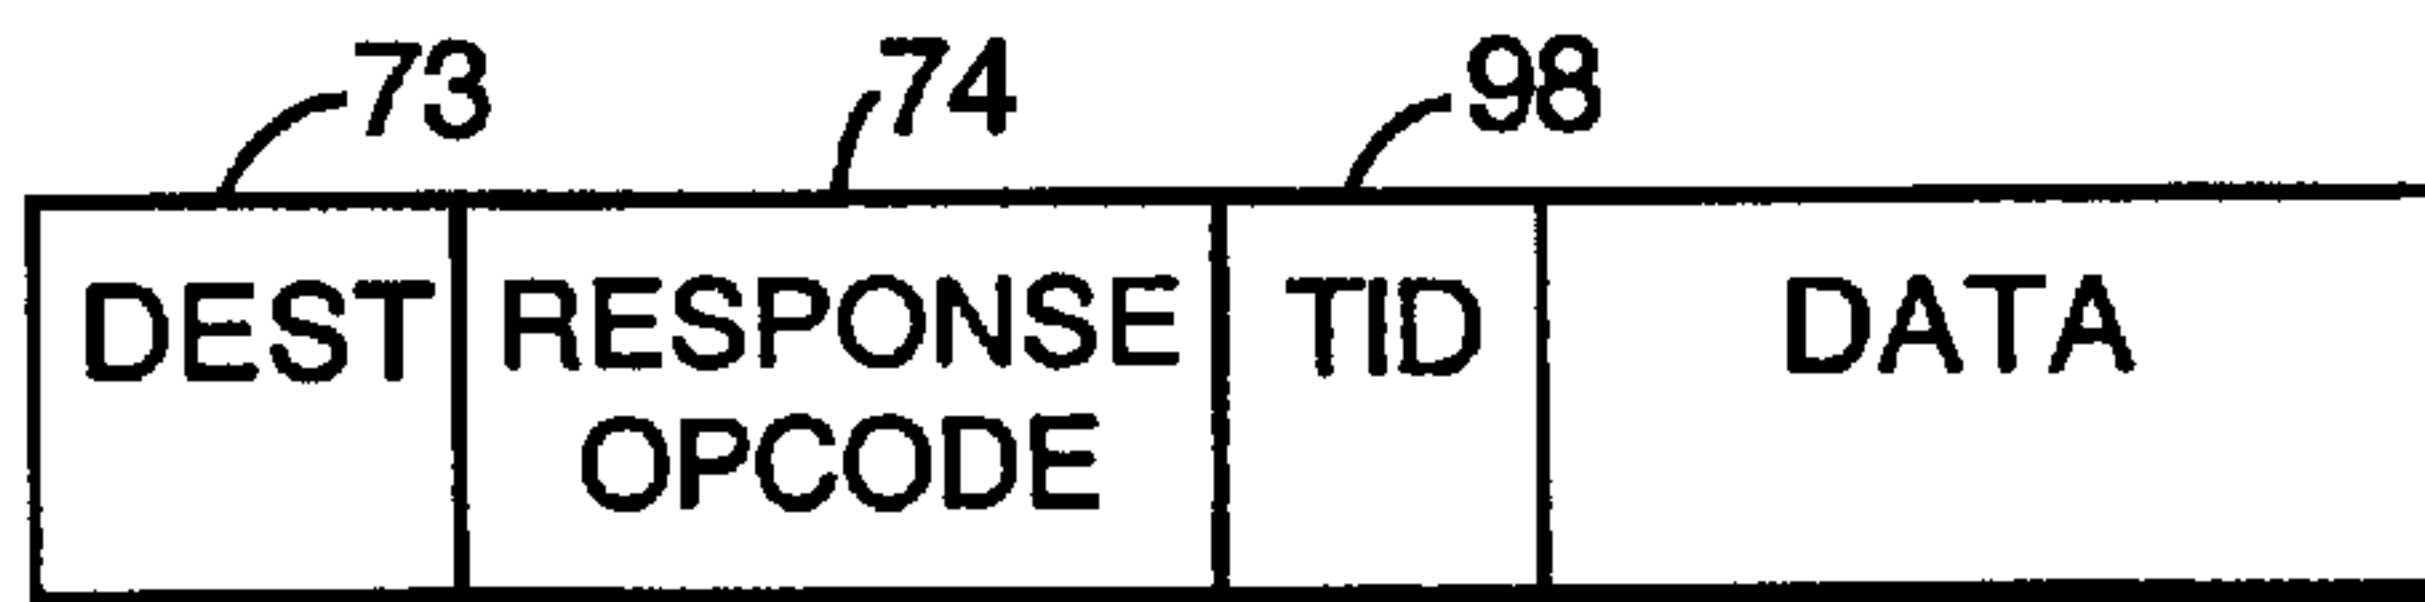 73 74 98
DEST RESPONSE TID DATA
OPCODE